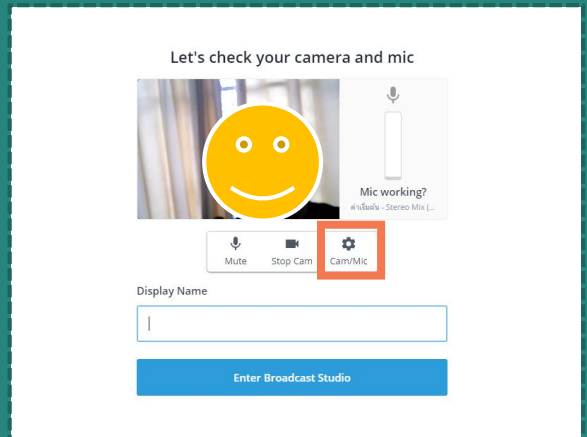 Let's check your camera and mic
Mic working?
ค่าเริ่มต้น - Stereo Mix (...
Mute
Stop Cam
Cam/Mic
Display Name
Enter Broadcast Studio